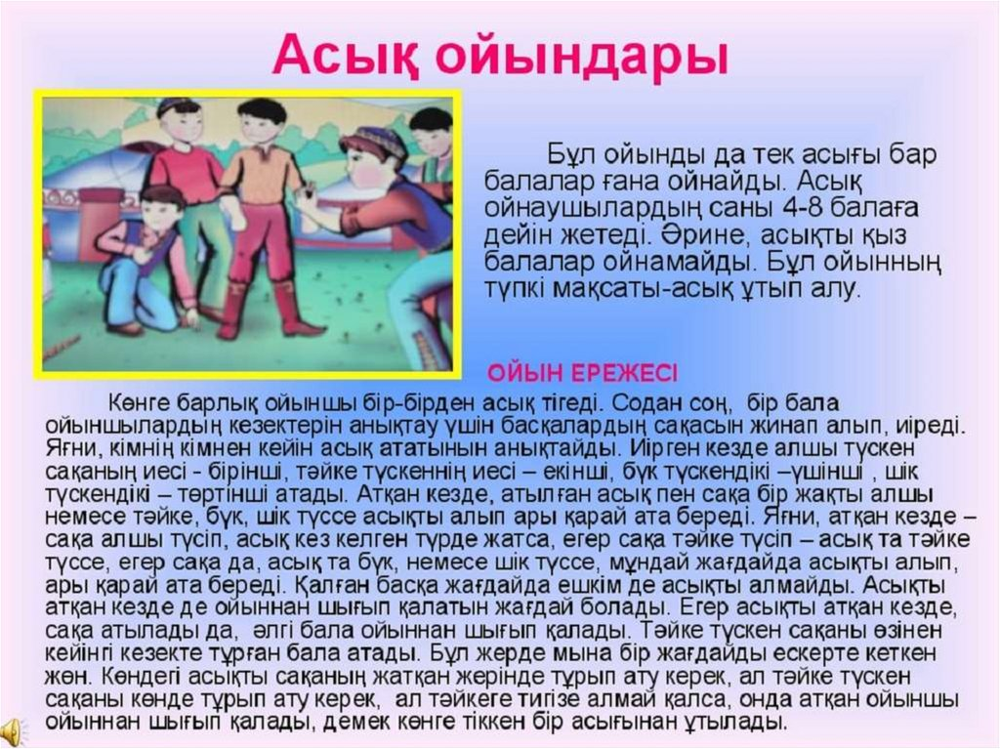 Асық ойындары
Бұл ойынды да тек асығы бар
балалар ғана ойнайды. Асық
ойнаушылардың саны 4-8 балаға
дейін жетеді. Әрине, асықты қыз
балалар ойнамайды. Бұл ойынның
түпкі мақсаты-асық ұтып алу.
ОЙЫН ЕРЕЖЕСІ
Көнге барлық ойыншы бір-бірден асық тігеді. Содан соң, бір бала
ойыншылардың кезектерін анықтау үшін басқалардың сақасын жинап алып, иіреді.
Яғни, кімнің кімнен кейін асық ататынын анықтайды. Иірген кезде алшы түскен
сақаның иесі - бірінші, тәйке түскеннің иесі – екінші, бүк түскендікі –үшінші , шік
түскендікі – төртінші атады. Атқан кезде, атылған асық пен сақа бір жақты алшы
немесе тәйке, бүк, шік түссе асықты алып ары қарай ата береді. Яғни, атқан кезде –
сақа алшы түсіп, асық кез келген түрде жатса, егер сақа тәйке түсіп – асық та тәйке
түссе, егер сақа да, асық та бүк, немесе шік түссе, мұндай жағдайда асықты алып,
ары қарай ата береді. Қалған басқа жағдайда ешкім де асықты алмайды. Асықты
атқан кезде де ойыннан шығып қалатын жағдай болады. Егер асықты атқан кезде,
сақа атылады да, әлгі бала ойыннан шығып қалады. Тәйке түскен сақаны өзінен
кейінгі кезекте тұрған бала атады. Бұл жерде мына бір жағдайды ескерте кеткен
жөн. Көндегі асықты сақаның жатқан жерінде тұрып ату керек, ал тәйке түскен
сақаны көнде тұрып ату керек, ал тәйкеге тигізе алмай қалса, онда атқан ойыншы
ойыннан шығып қалады, демек көнге тіккен бір асығынан ұтылады.